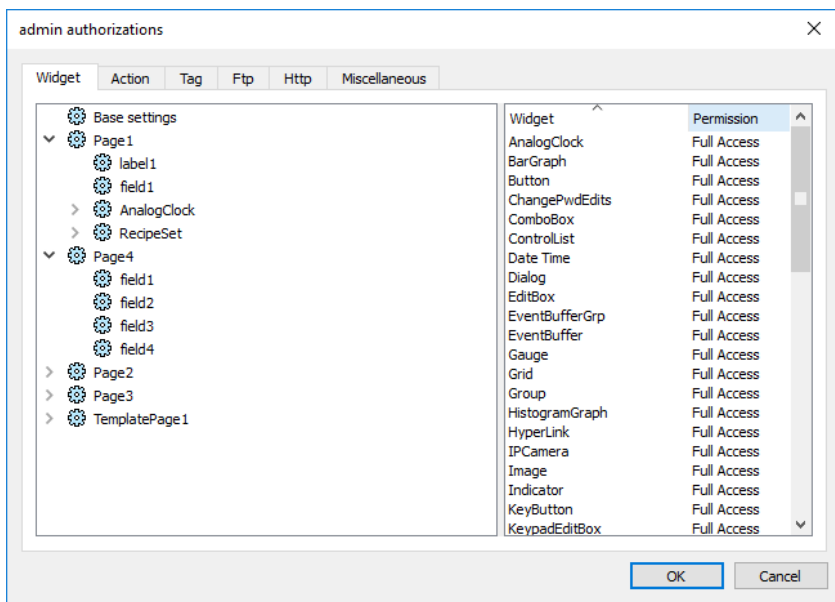 admin authorizations
Widget Action Tag Ftp Http Miscellaneous
Base settings
Page1
label1
field1
AnalogClock
RecipeSet
Page4
field1
field2
field3
field4
Page2
Page3
TemplatePage1
Widget Permission
AnalogClock Full Access
BarGraph Full Access
Button Full Access
ChangePwdEdits Full Access
ComboBox Full Access
ControlList Full Access
Date Time Full Access
Dialog Full Access
EditBox Full Access
EventBufferGrp Full Access
EventBuffer Full Access
Gauge Full Access
Grid Full Access
Group Full Access
HistogramGraph Full Access
HyperLink Full Access
IPCamera Full Access
Image Full Access
Indicator Full Access
KeyButton Full Access
KeypadEditBox Full Access
OK Cancel